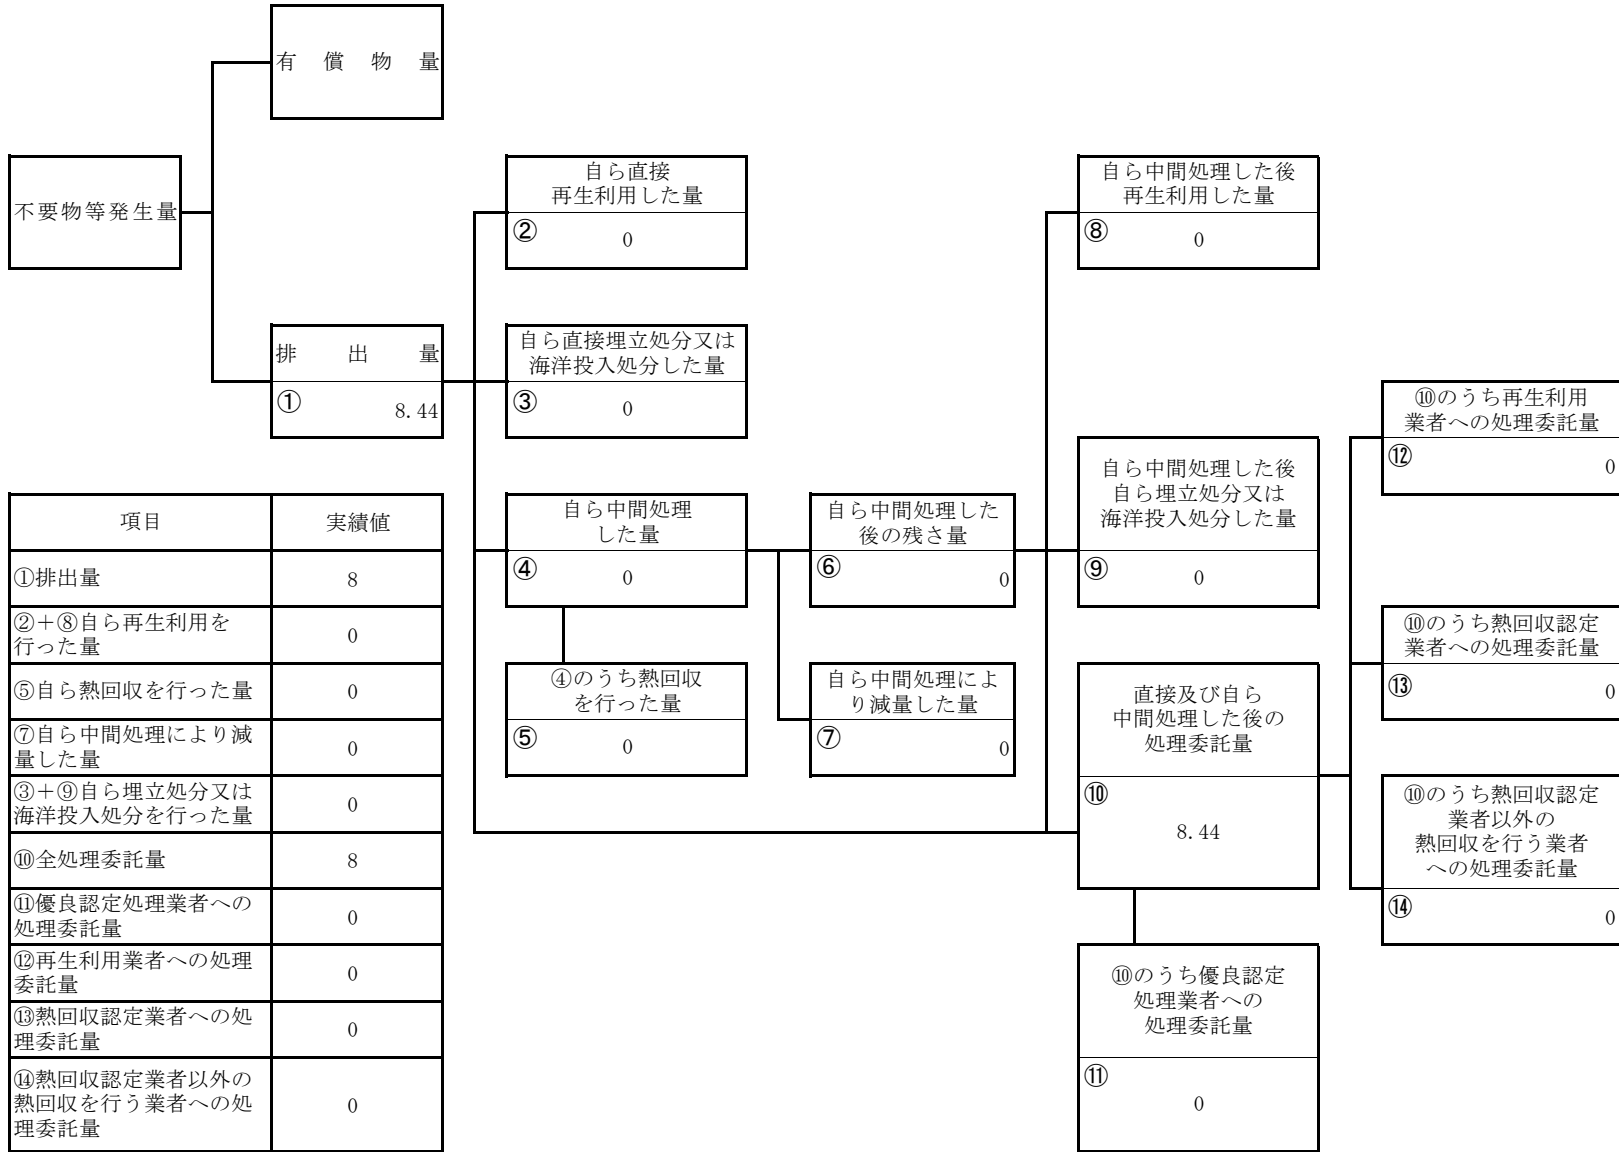 有償物量
不要物等発生量
排出量
①
8.44
自ら直接
再生利用した量
②
0
自ら直接埋立処分又は
海洋投入処分した量
③
0
自ら中間処理
した量
④
0
④のうち熱回収
を行った量
⑤
0
自ら中間処理した
後の残さ量
⑥
0
自ら中間処理によ
り減量した量
⑦
0
自ら中間処理した後
再生利用した量
⑧
0
自ら中間処理した後
自ら埋立処分又は
海洋投入処分した量
⑨
0
直接及び自ら
中間処理した後の
処理委託量
⑩
8.44
⑩のうち優良認定
処理業者への
処理委託量
⑪
0
⑩のうち再生利用
業者への処理委託量
⑫
0
⑩のうち熱回収認定
業者への処理委託量
⑬
0
⑩のうち熱回収認定
業者以外の
熱回収を行う業者
への処理委託量
⑭
0
項目 実績値
①排出量 8
②＋⑧自ら再生利用を
行った量 0
⑤自ら熱回収を行った量 0
⑦自ら中間処理により減
量した量 0
③＋⑨自ら埋立処分又は
海洋投入処分を行った量 0
⑩全処理委託量 8
⑪優良認定処理業者への
処理委託量 0
⑫再生利用業者への処理
委託量 0
⑬熱回収認定業者への処
理委託量 0
⑭熱回収認定業者以外の
熱回収を行う業者への処
理委託量 0